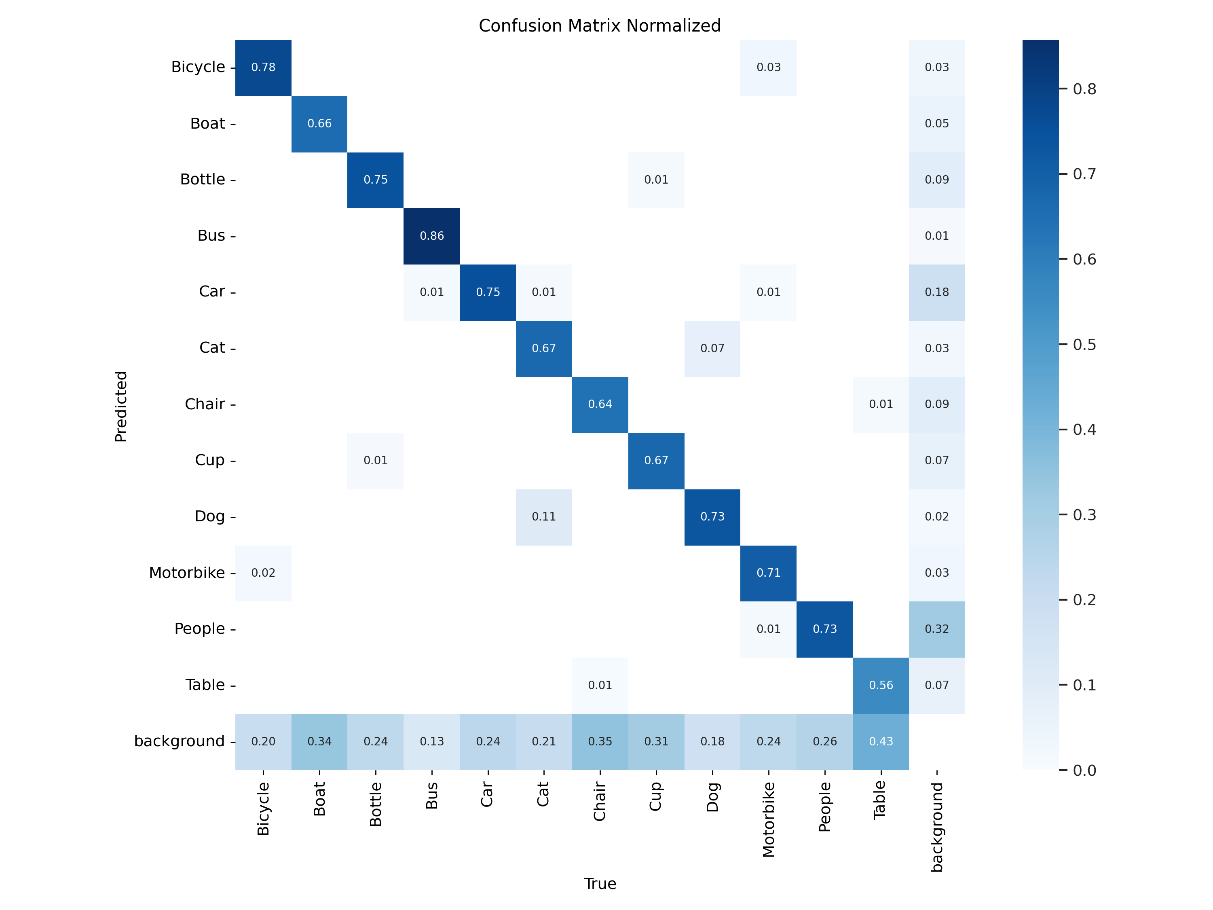 Confusion Matrix Normalized
Predicted
Bicycle 0.78 0.03 0.03
Boat 0.66 0.05
Bottle 0.75 0.01 0.09
Bus 0.86 0.01
Car 0.01 0.75 0.01 0.01 0.18
Cat 0.67 0.07 0.03
Chair 0.64 0.01 0.09
Cup 0.01 0.67 0.07
Dog 0.11 0.73 0.02
Motorbike 0.02 0.71 0.03
People 0.01 0.73 0.32
Table 0.01 0.56 0.07
background 0.20 0.34 0.24 0.13 0.24 0.21 0.35 0.31 0.18 0.24 0.26 0.43
Bicycle Boat Bottle Bus Car Cat Chair Cup Dog Motorbike People Table background
True
0.8
0.7
0.6
0.5
0.4
0.3
0.2
0.1
0.0